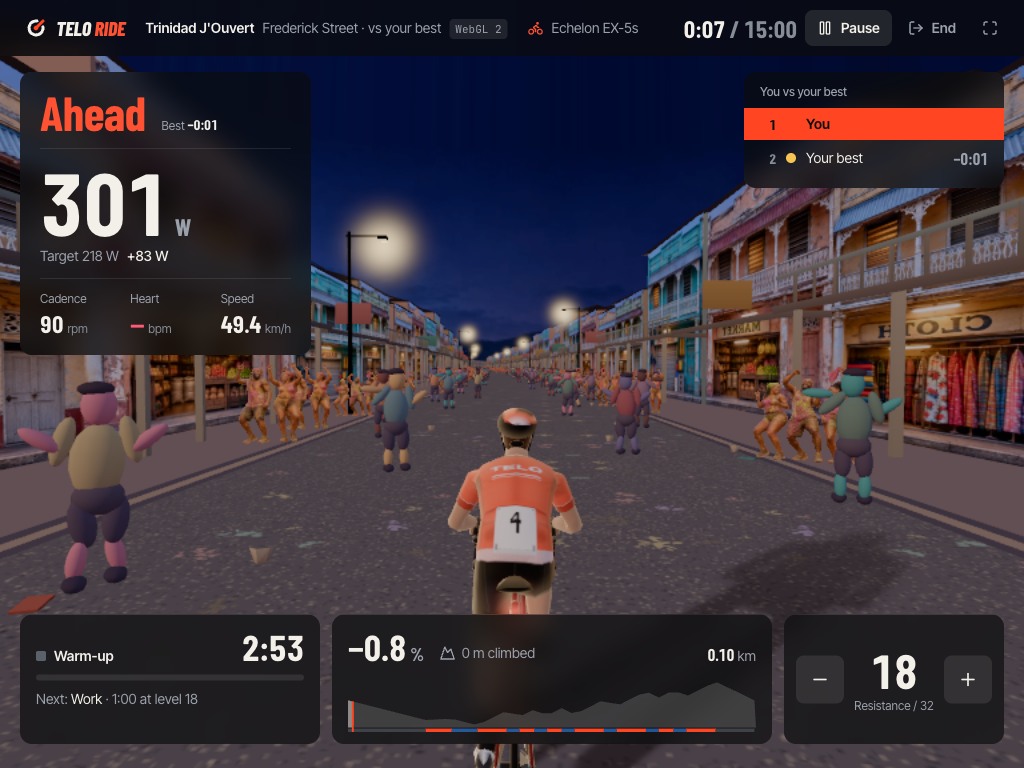 TELO RIDE
Trinidad J'Ouvert Frederick Street · vs your best WebGL 2
Echelon EX-5s
0:07 / 15:00
Pause
End
Ahead
Best −0:01
301 W
Target 218 W +83 W
Cadence Heart Speed
90 rpm – bpm 49.4 km/h
You vs your best
1 You
2 Your best −0:01
CLOTH
TELO
4
Warm-up 2:53
Next: Work · 1:00 at level 18
−0.8 % 0 m climbed 0.10 km
− 18 +
Resistance / 32